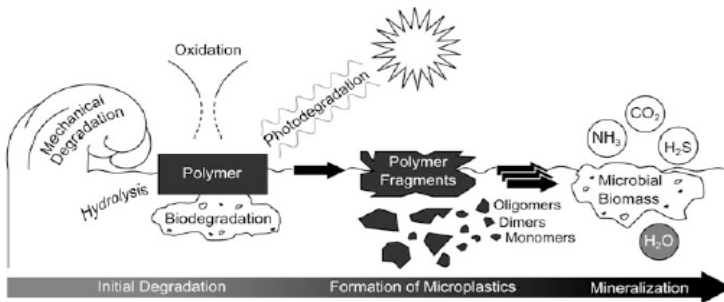 Oxidation
Mechanical
Degradation
Photodegradation
Hydrolysis
Polymer
Biodegradation
Polymer
Fragments
Oligomers
Dimers
Monomers
NH₃
CO₂
H₂S
Microbial
Biomass
H₂O
Initial Degradation
Formation of Microplastics
Mineralization